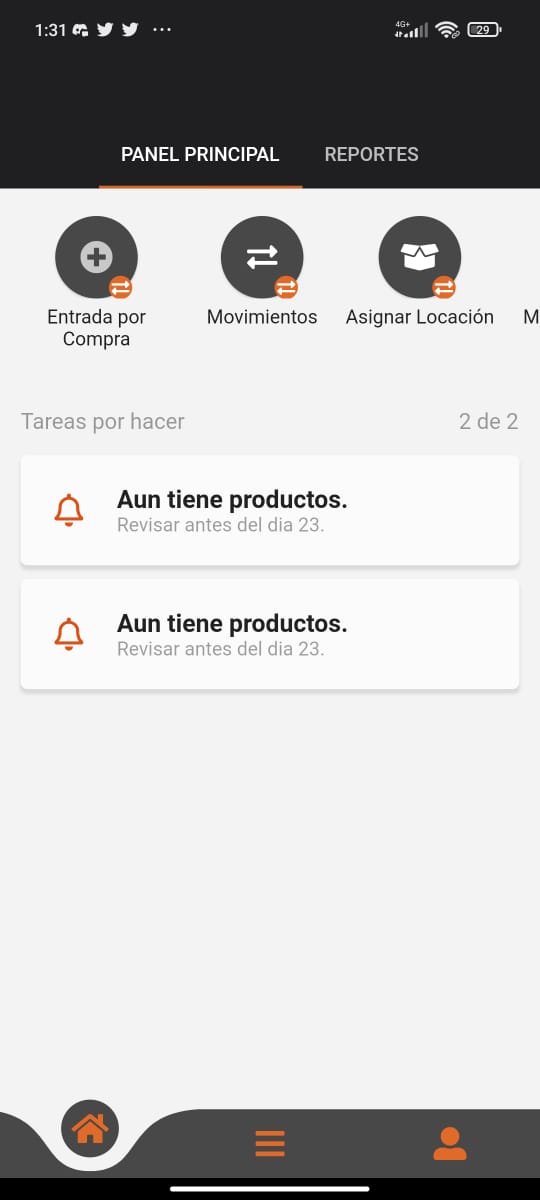 1:31
4G+
29
PANEL PRINCIPAL REPORTES
Entrada por
Compra
Movimientos
Asignar Locación
M
Tareas por hacer 2 de 2
Aun tiene productos.
Revisar antes del dia 23.
Aun tiene productos.
Revisar antes del dia 23.